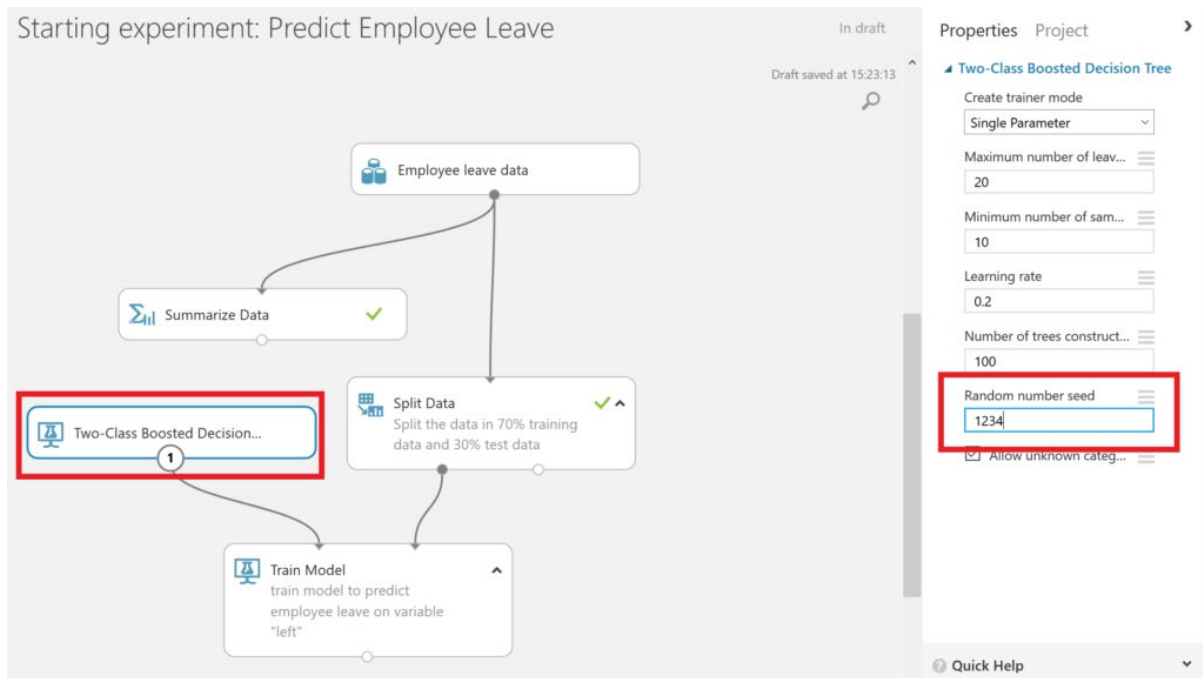 Starting experiment: Predict Employee Leave
In draft
Draft saved at 15:23:13
Employee leave data
Summarize Data
Two-Class Boosted Decision...
1
Split Data
Split the data in 70% training
data and 30% test data
Train Model
train model to predict
employee leave on variable
"left"
Properties Project
Two-Class Boosted Decision Tree
Create trainer mode
Single Parameter
Maximum number of leav...
20
Minimum number of sam...
10
Learning rate
0.2
Number of trees construct...
100
Random number seed
1234
Allow unknown categ...
Quick Help